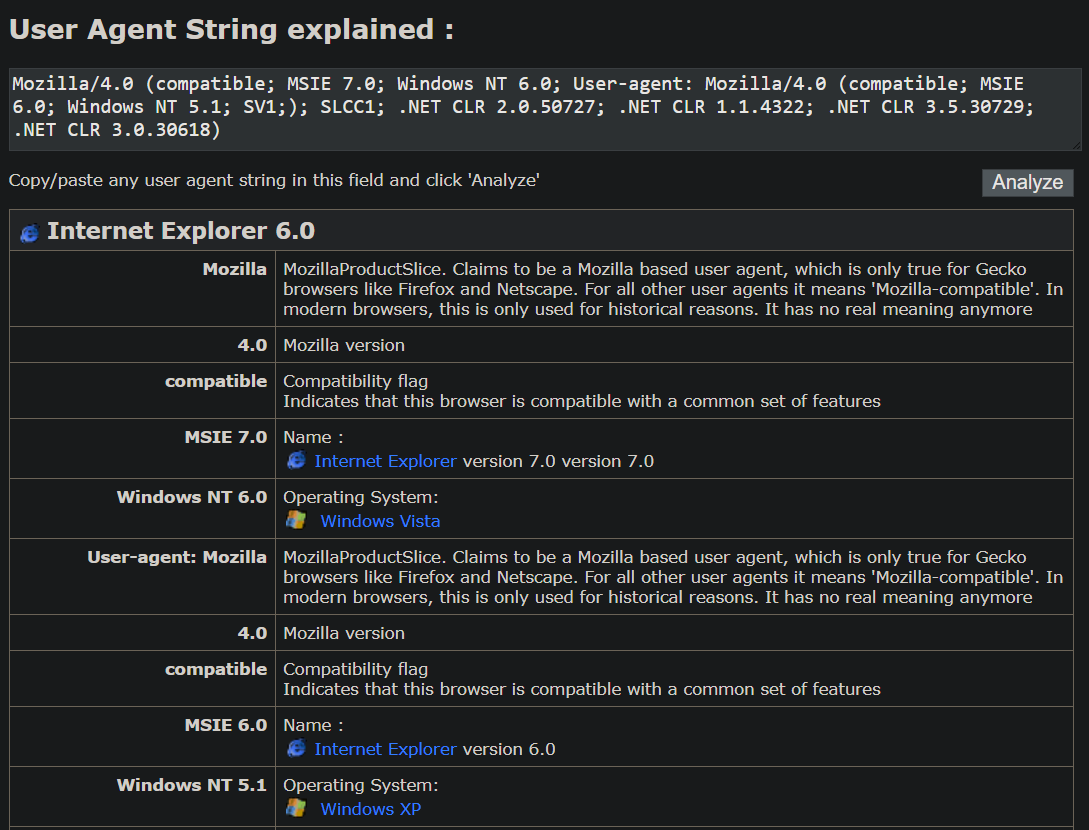 User Agent String explained :
Mozilla/4.0 (compatible; MSIE 7.0; Windows NT 6.0; User-agent: Mozilla/4.0 (compatible; MSIE
6.0; Windows NT 5.1; SV1;); SLCC1; .NET CLR 2.0.50727; .NET CLR 1.1.4322; .NET CLR 3.5.30729;
.NET CLR 3.0.30618)
Copy/paste any user agent string in this field and click 'Analyze'
Analyze
Internet Explorer 6.0
Mozilla
MozillaProductSlice. Claims to be a Mozilla based user agent, which is only true for Gecko
browsers like Firefox and Netscape. For all other user agents it means 'Mozilla-compatible'. In
modern browsers, this is only used for historical reasons. It has no real meaning anymore
4.0
Mozilla version
compatible
Compatibility flag
Indicates that this browser is compatible with a common set of features
MSIE 7.0
Name :
Internet Explorer version 7.0 version 7.0
Windows NT 6.0
Operating System:
Windows Vista
User-agent: Mozilla
MozillaProductSlice. Claims to be a Mozilla based user agent, which is only true for Gecko
browsers like Firefox and Netscape. For all other user agents it means 'Mozilla-compatible'. In
modern browsers, this is only used for historical reasons. It has no real meaning anymore
4.0
Mozilla version
compatible
Compatibility flag
Indicates that this browser is compatible with a common set of features
MSIE 6.0
Name :
Internet Explorer version 6.0
Windows NT 5.1
Operating System:
Windows XP